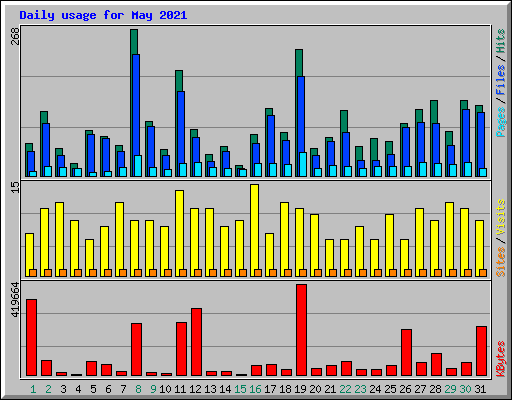 Daily usage for May 2021
268
Pages / Files / Hits
15
Sites / Visits
419664
KBytes
1 2 3 4 5 6 7 8 9 10 11 12 13 14 15 16 17 18 19 20 21 22 23 24 25 26 27 28 29 30 31